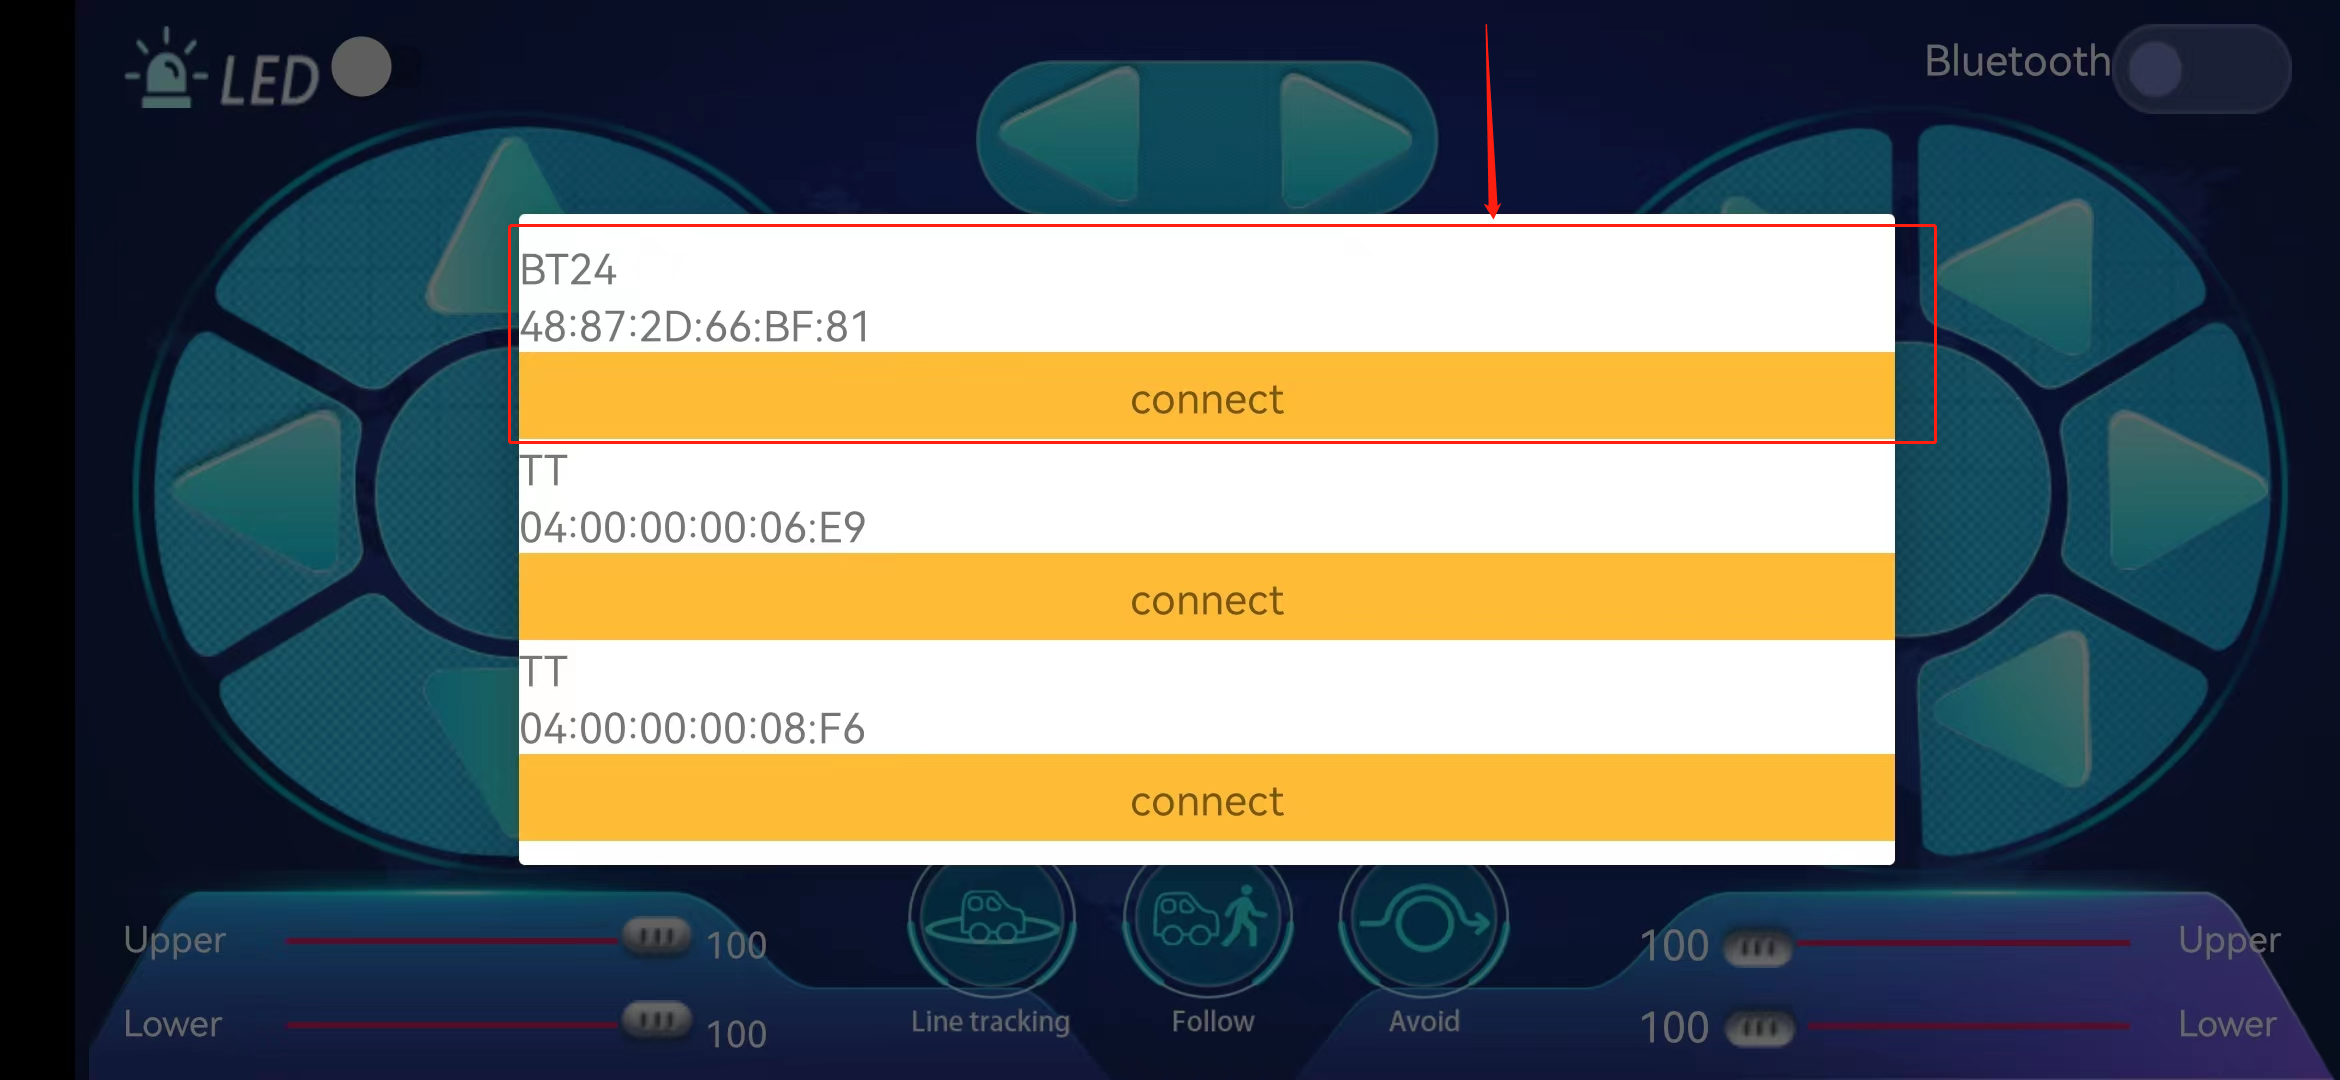 LED
Bluetooth
BT24
48:87:2D:66:BF:81
connect
TT
04:00:00:00:06:E9
connect
TT
04:00:00:00:08:F6
connect
Upper 100
Lower 100
Line tracking
Follow
Avoid
100 Upper
100 Lower